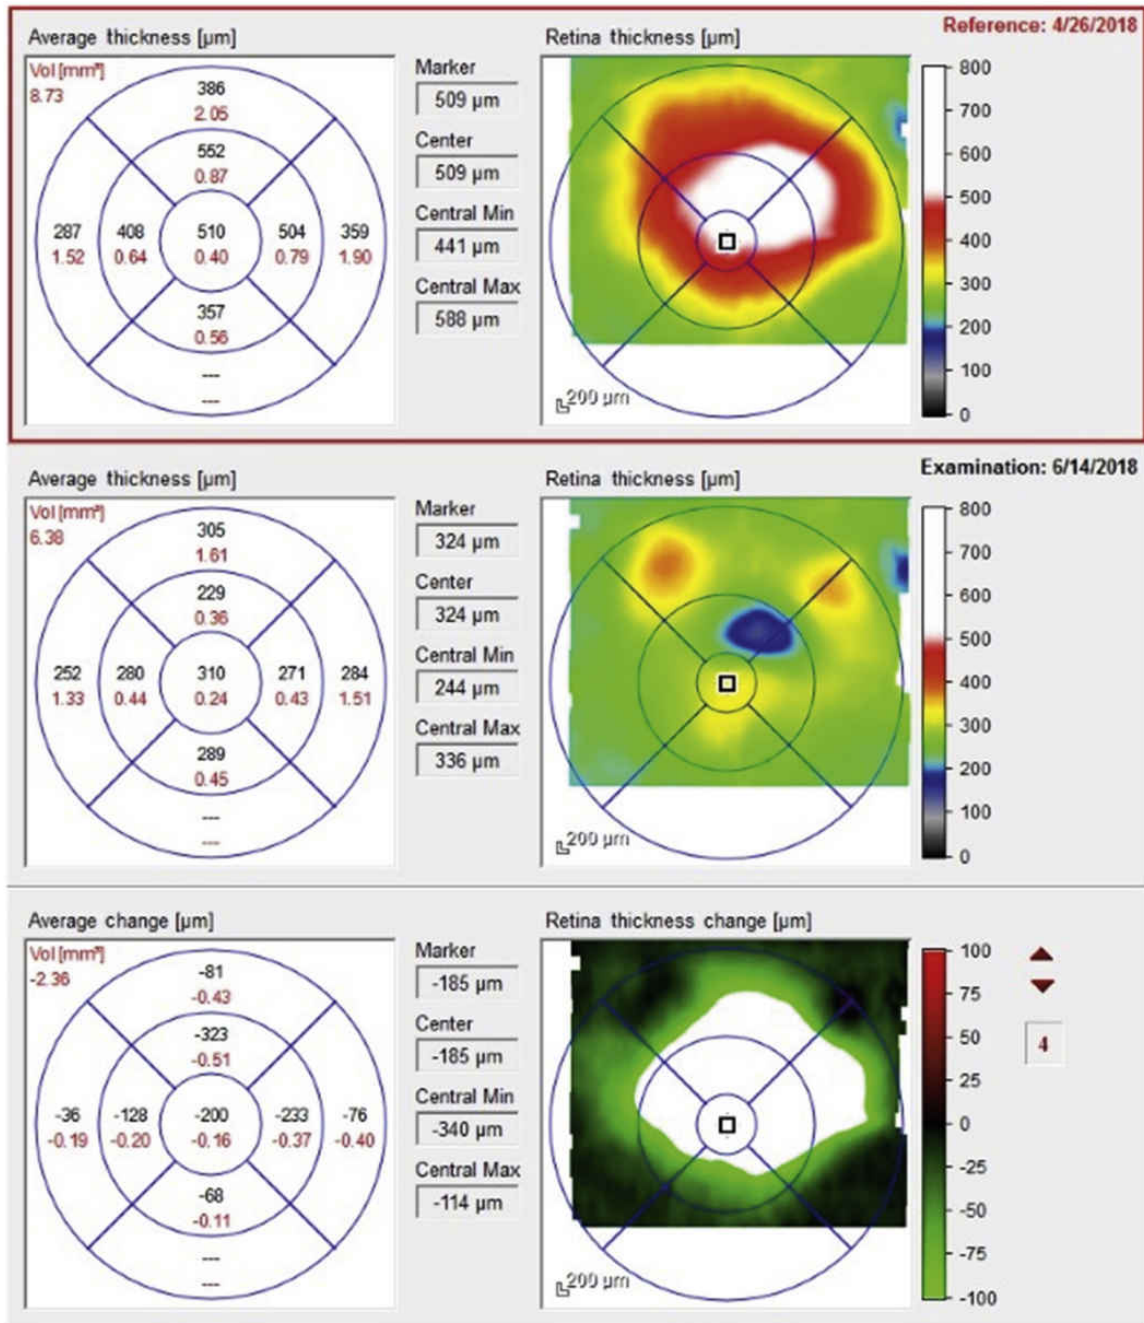 Reference: 4/26/2018
Average thickness [µm]
Vol [mm³]
8.73
386
2.05
552
0.87
287 408 510 504 359
1.52 0.64 0.40 0.79 1.90
357
0.56
---
---
Marker
509 µm
Center
509 µm
Central Min
441 µm
Central Max
588 µm
Retina thickness [µm]
200 µm
800
700
600
500
400
300
200
100
0
Examination: 6/14/2018
Average thickness [µm]
Vol [mm³]
6.38
305
1.61
229
0.36
252 280 310 271 284
1.33 0.44 0.24 0.43 1.51
289
0.45
---
---
Marker
324 µm
Center
324 µm
Central Min
244 µm
Central Max
336 µm
Retina thickness [µm]
200 µm
800
700
600
500
400
300
200
100
0
Average change [µm]
Vol [mm³]
-2.36
-81
-0.43
-323
-0.51
-36 -128 -200 -233 -76
-0.19 -0.20 -0.16 -0.37 -0.40
-68
-0.11
---
---
Marker
-185 µm
Center
-185 µm
Central Min
-340 µm
Central Max
-114 µm
Retina thickness change [µm]
200 µm
100
75
50
25
0
-25
-50
-75
-100
4